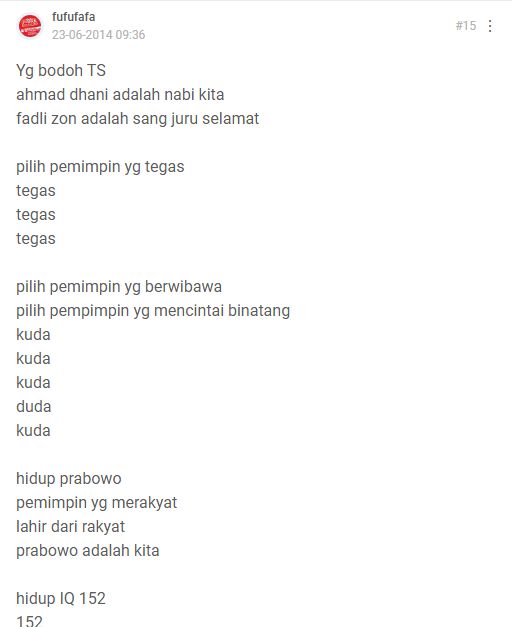 fufufafa
23-06-2014 09:36
#15
Yg bodoh TS
ahmad dhani adalah nabi kita
fadli zon adalah sang juru selamat
pilih pemimpin yg tegas
tegas
tegas
tegas
pilih pemimpin yg berwibawa
pilih pempimpin yg mencintai binatang
kuda
kuda
kuda
duda
kuda
hidup prabowo
pemimpin yg merakyat
lahir dari rakyat
prabowo adalah kita
hidup IQ 152
152